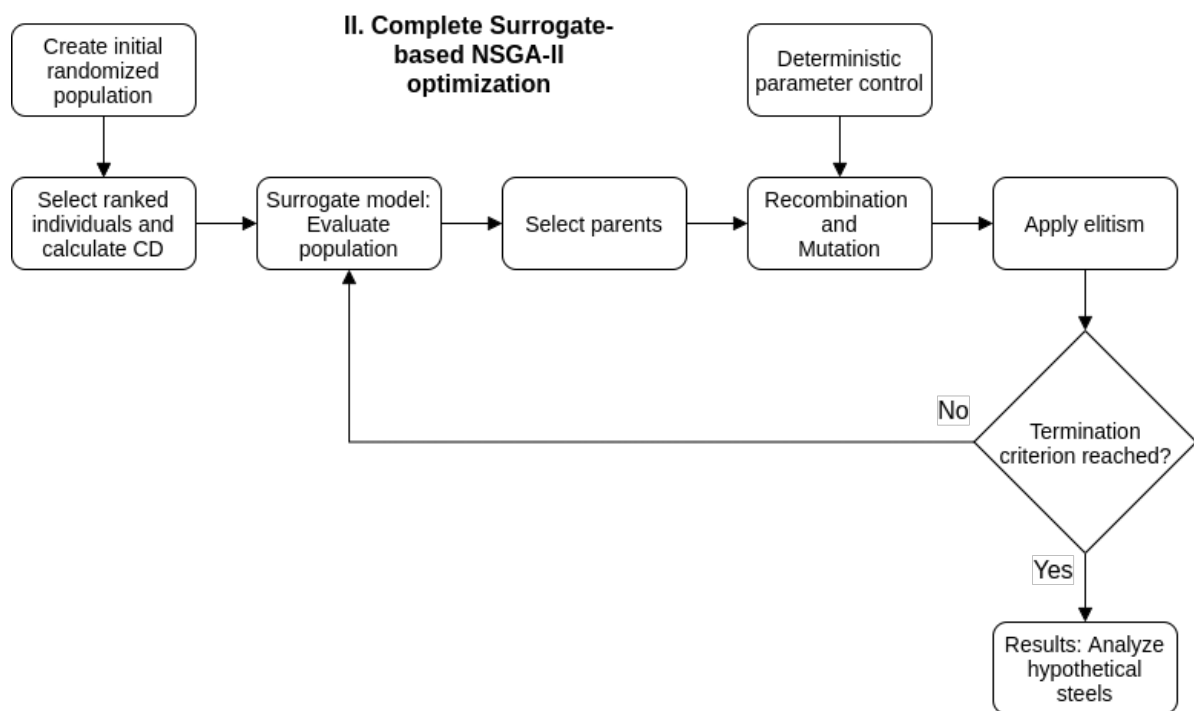 II. Complete Surrogate-
based NSGA-II
optimization
Create initial
randomized
population
Deterministic
parameter control
Select ranked
individuals and
calculate CD
Surrogate model:
Evaluate
population
Select parents
Recombination
and
Mutation
Apply elitism
No
Termination
criterion reached?
Yes
Results: Analyze
hypothetical
steels